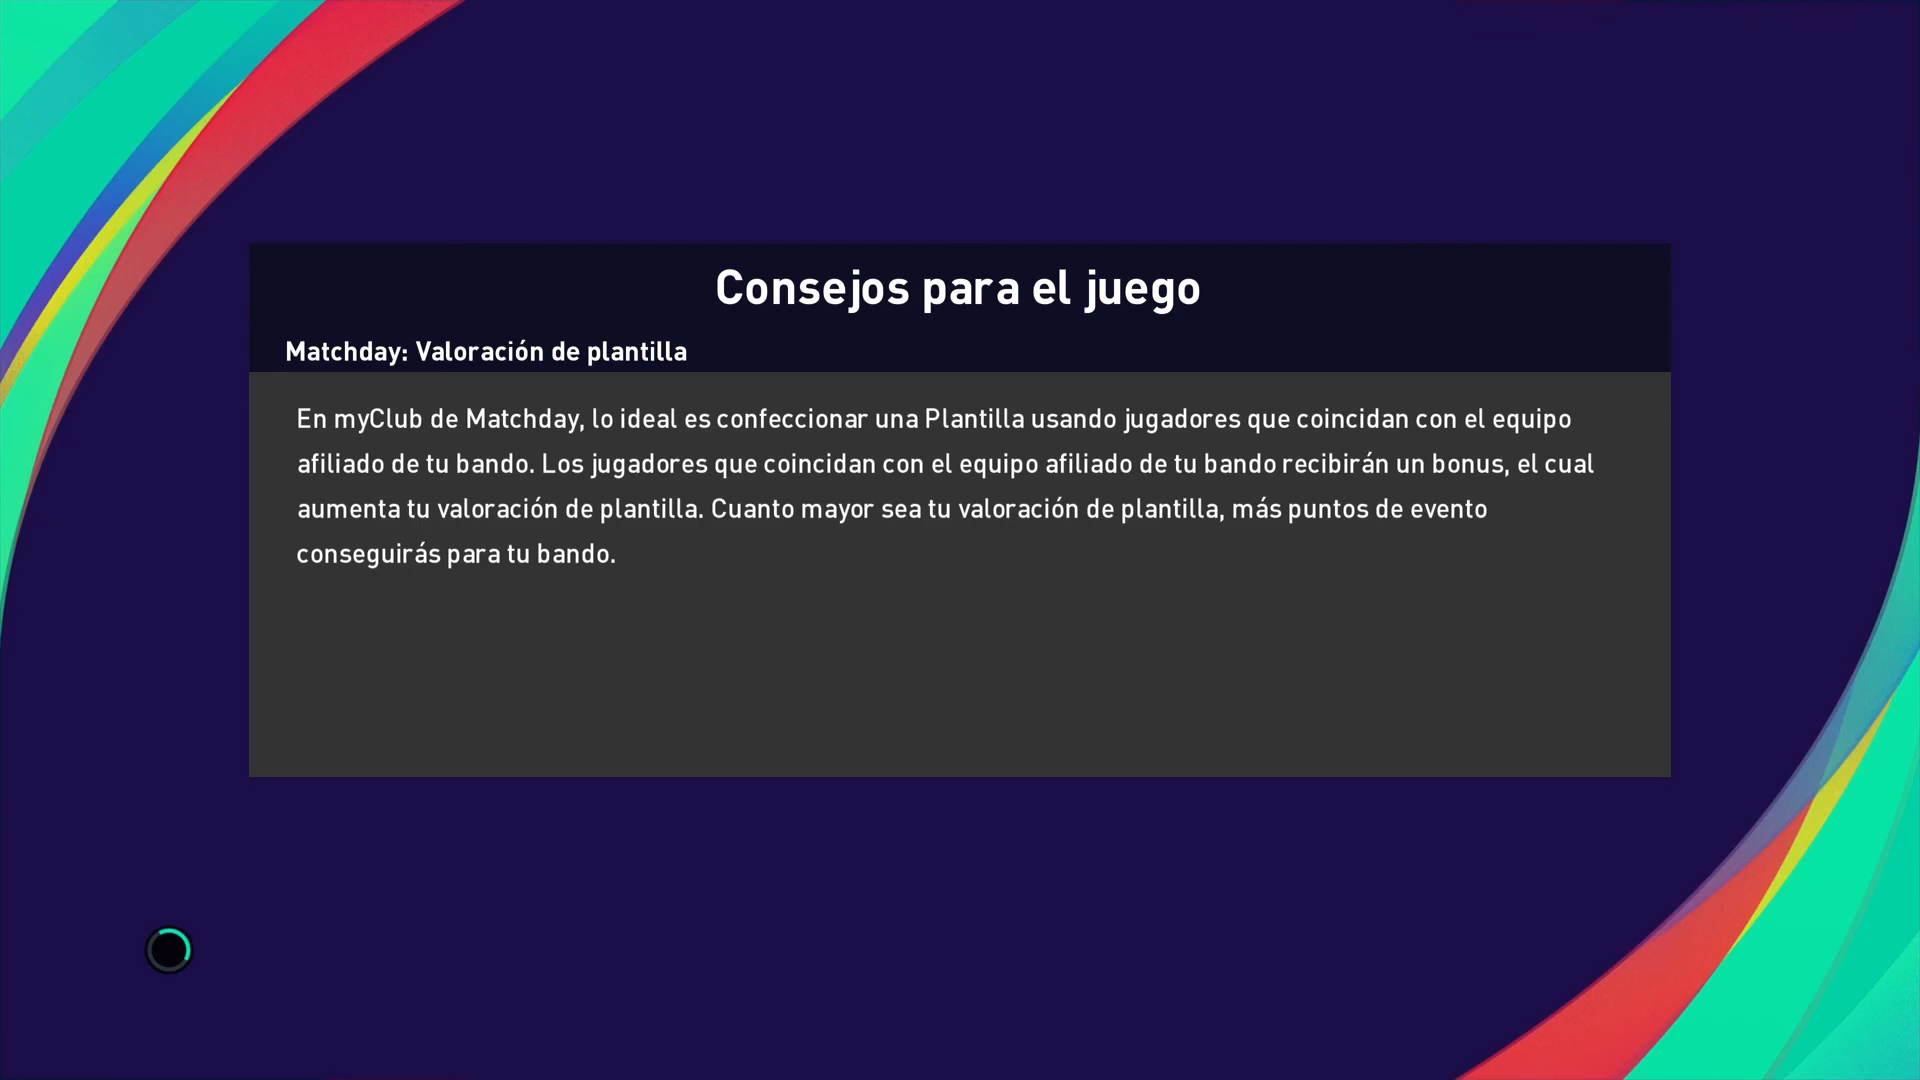 Consejos para el juego
Matchday: Valoración de plantilla
En myClub de Matchday, lo ideal es confeccionar una Plantilla usando jugadores que coincidan con el equipo
afiliado de tu bando. Los jugadores que coincidan con el equipo afiliado de tu bando recibirán un bonus, el cual
aumenta tu valoración de plantilla. Cuanto mayor sea tu valoración de plantilla, más puntos de evento
conseguirás para tu bando.